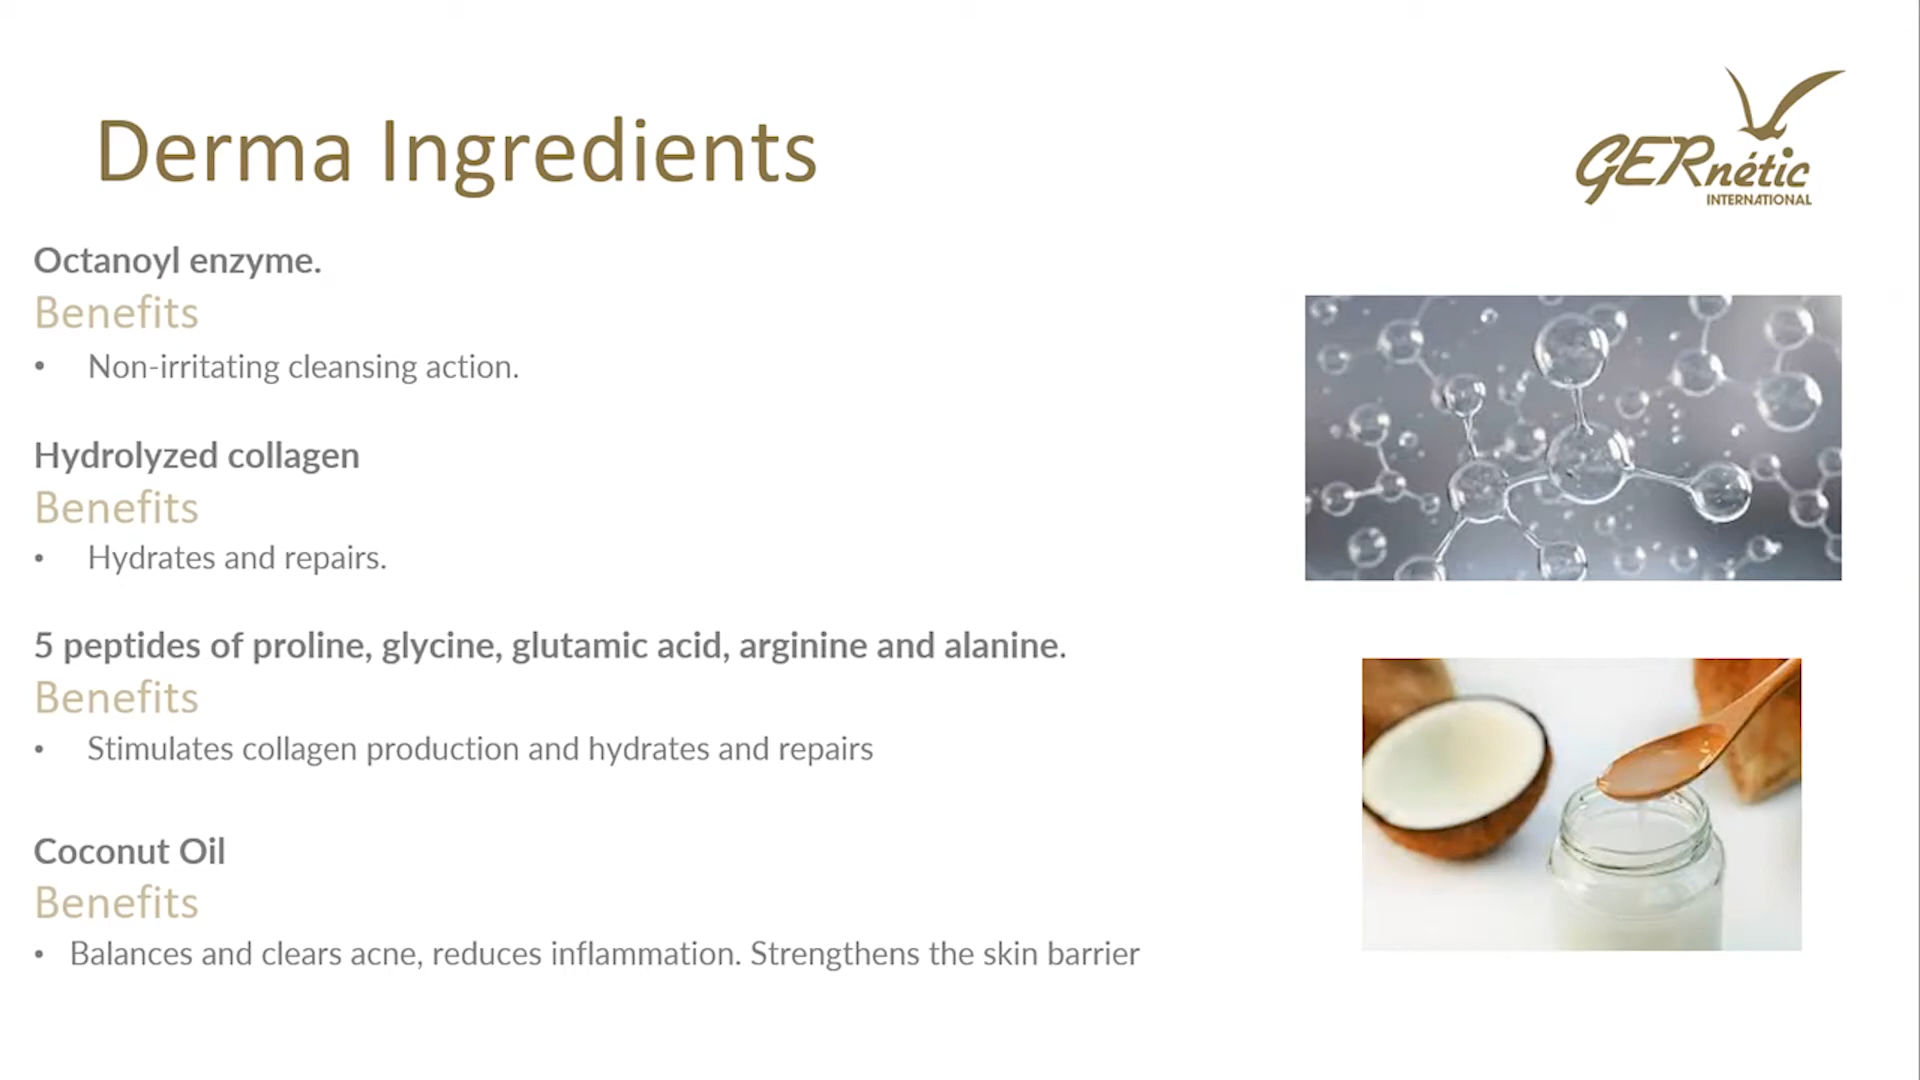 Derma Ingredients
GERnétic
INTERNATIONAL
Octanoyl enzyme.
Benefits
• Non-irritating cleansing action.
Hydrolyzed collagen
Benefits
• Hydrates and repairs.
5 peptides of proline, glycine, glutamic acid, arginine and alanine.
Benefits
• Stimulates collagen production and hydrates and repairs
Coconut Oil
Benefits
• Balances and clears acne, reduces inflammation. Strengthens the skin barrier